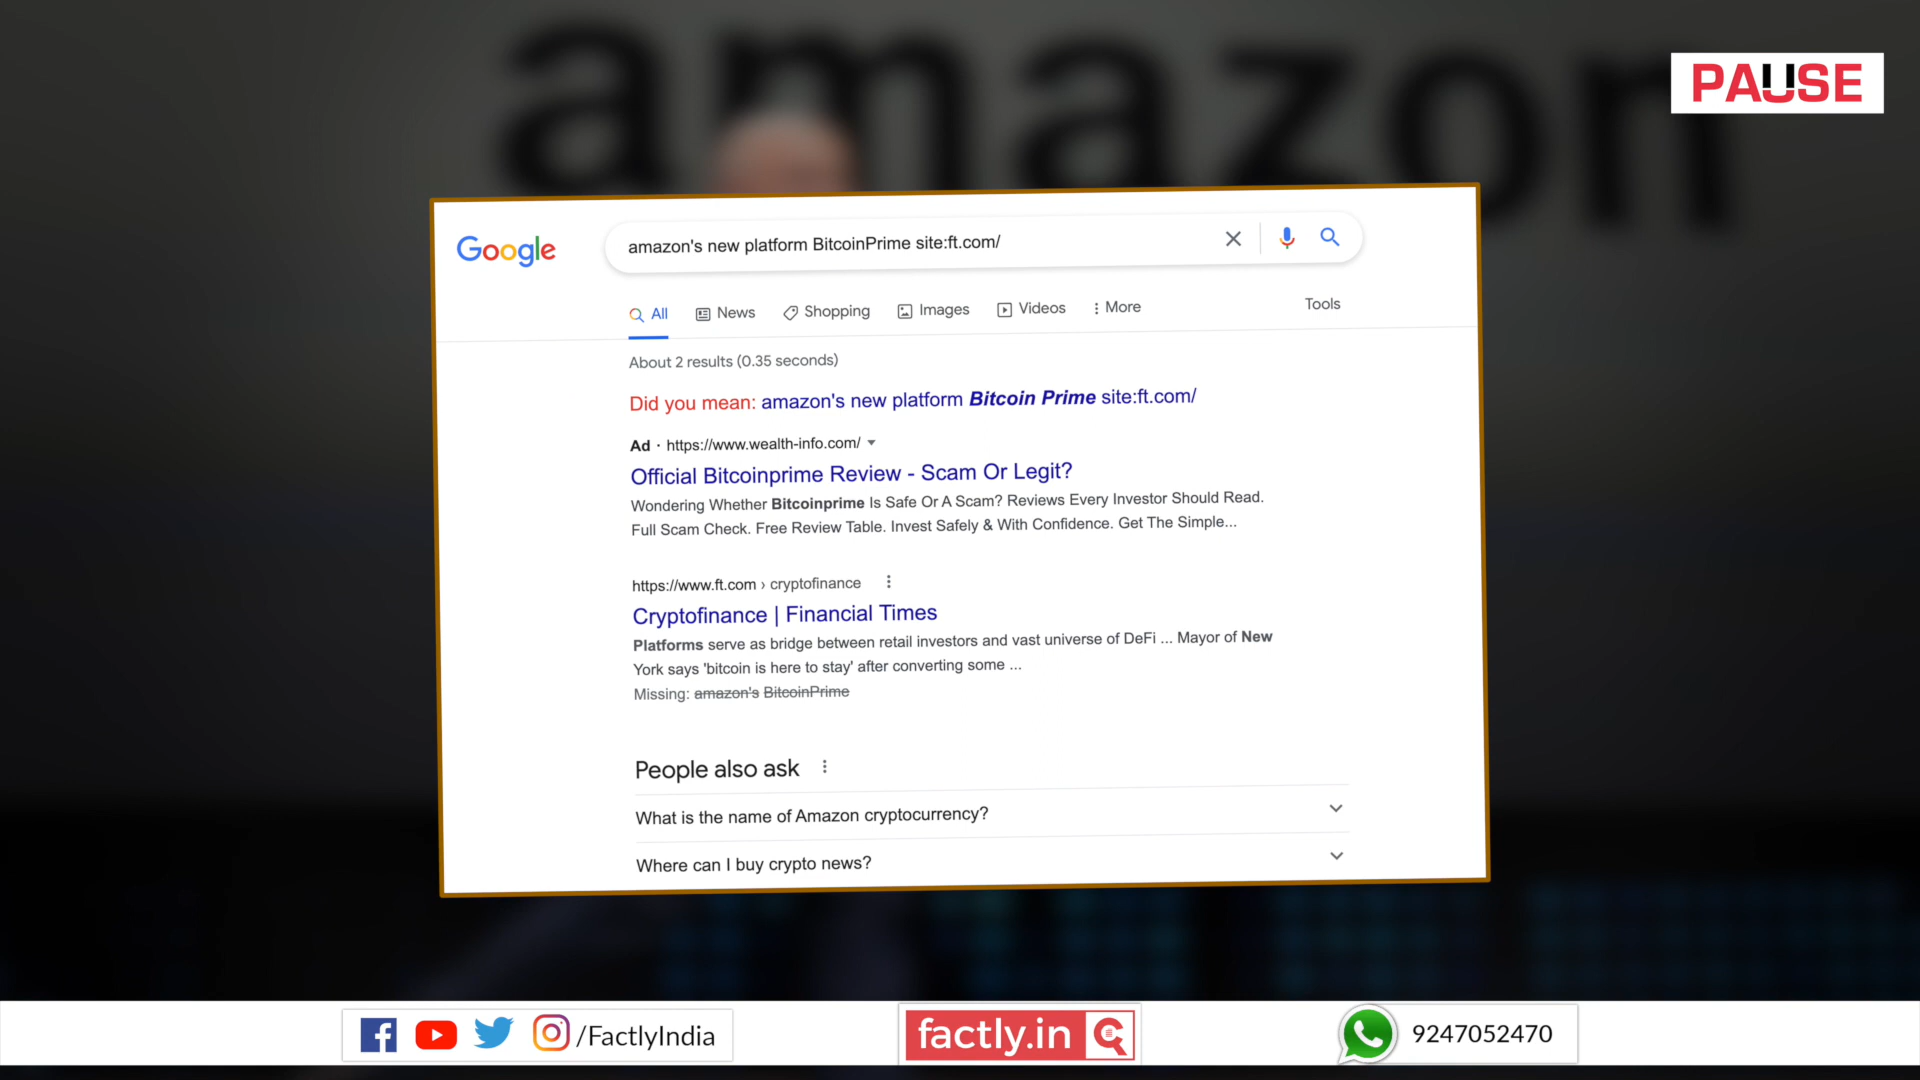 amazon
PAUSE
Google
amazon's new platform BitcoinPrime site:ft.com/
All
News
Shopping
Images
Videos
More
Tools
About 2 results (0.35 seconds)
Did you mean: amazon's new platform Bitcoin Prime site:ft.com/
Ad · https://www.wealth-info.com/
Official Bitcoinprime Review - Scam Or Legit?
Wondering Whether Bitcoinprime Is Safe Or A Scam? Reviews Every Investor Should Read.
Full Scam Check. Free Review Table. Invest Safely & With Confidence. Get The Simple...
https://www.ft.com › cryptofinance
Cryptofinance | Financial Times
Platforms serve as bridge between retail investors and vast universe of DeFi ... Mayor of New
York says 'bitcoin is here to stay' after converting some ...
Missing: amazon's BitcoinPrime
People also ask
What is the name of Amazon cryptocurrency?
Where can I buy crypto news?
/FactlyIndia
factly.in
9247052470